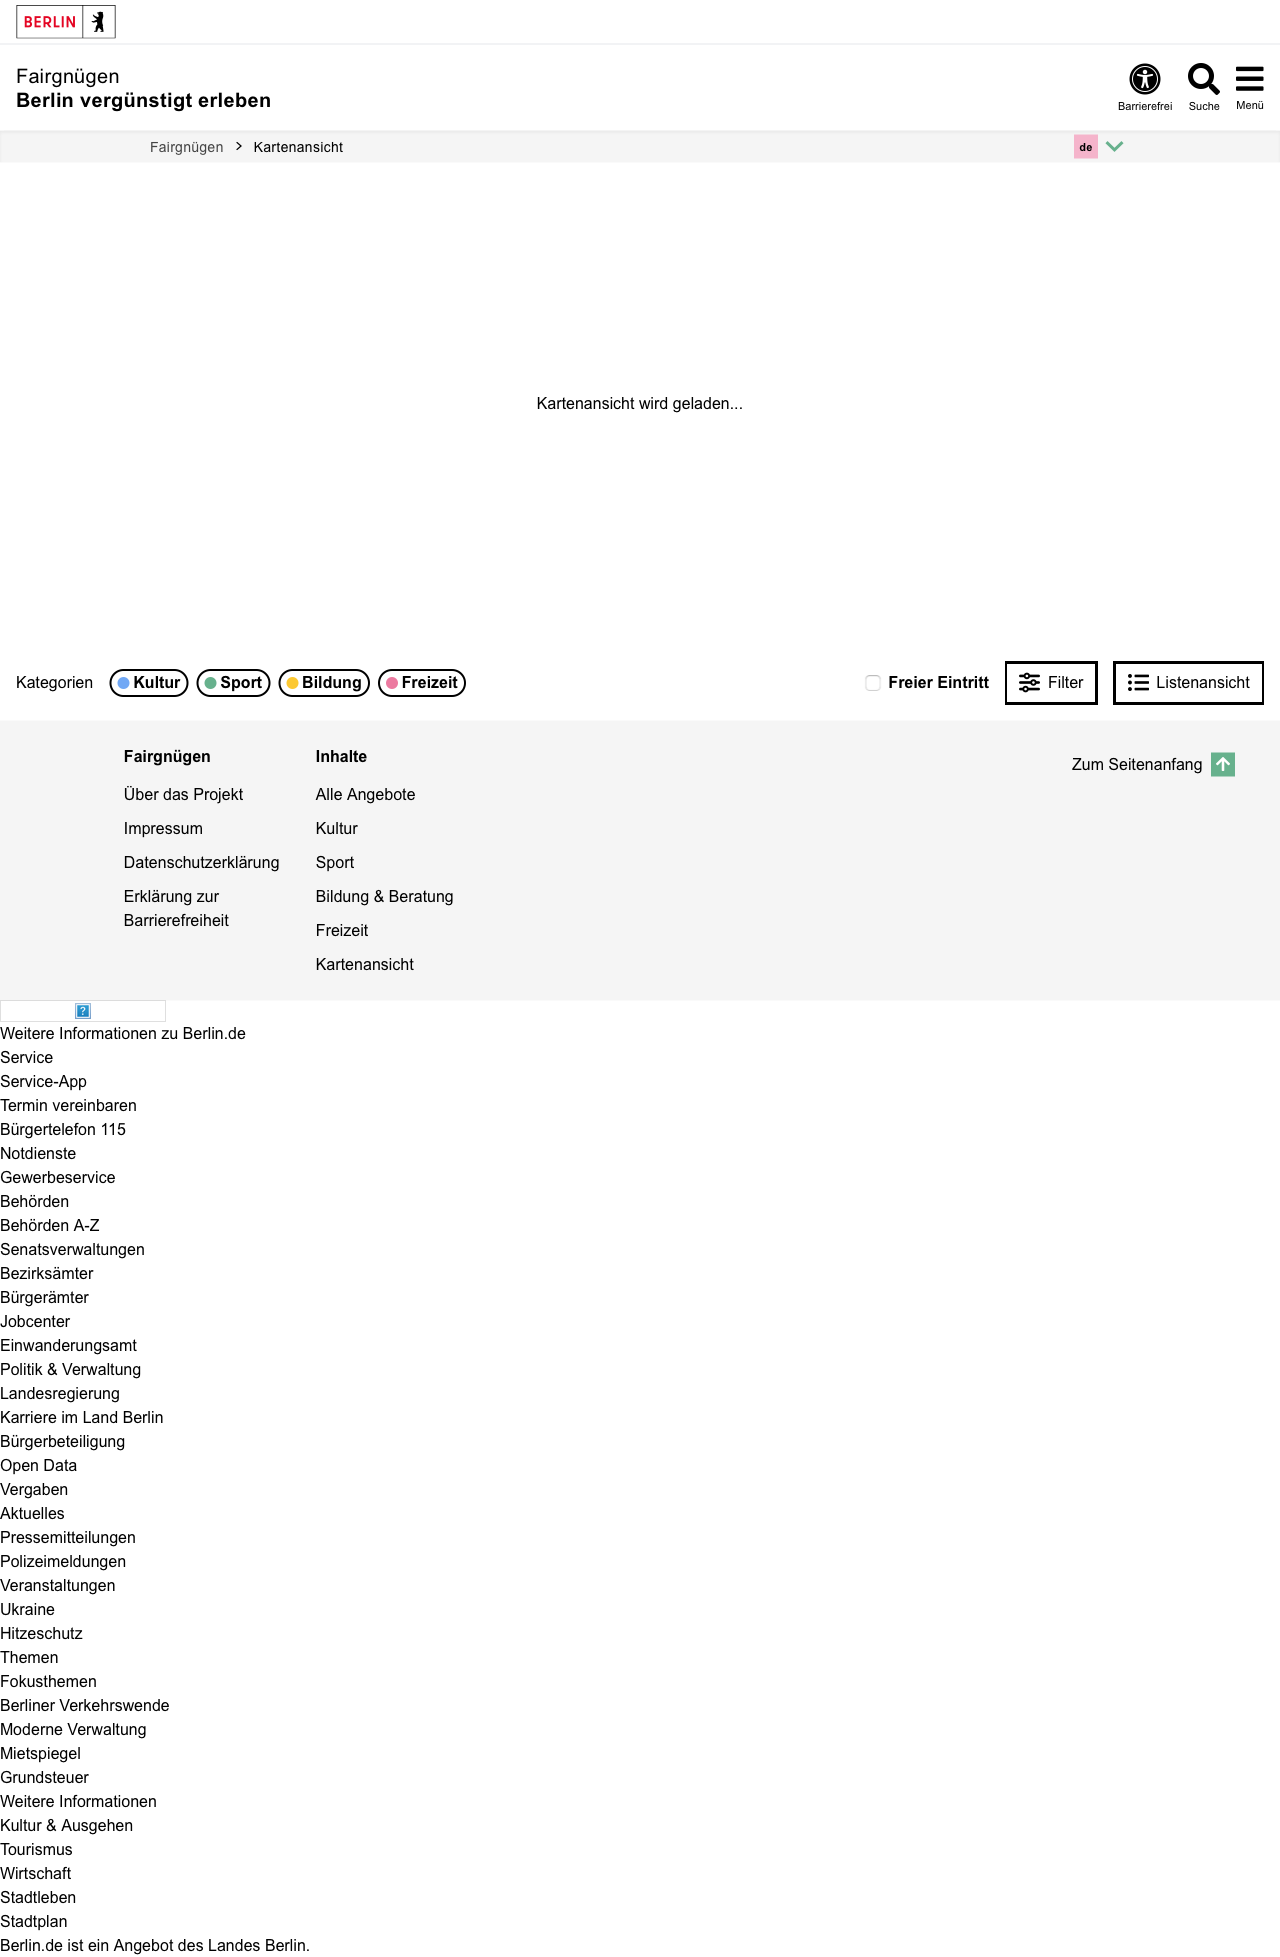 BERLIN
Fairgnügen
Berlin vergünstigt erleben
Barrierefrei
Suche
Menü
Fairgnügen > Kartenansicht
de
Kartenansicht wird geladen...
Kategorien
Kultur
Sport
Bildung
Freizeit
Freier Eintritt
Filter
Listenansicht
Fairgnügen
Über das Projekt
Impressum
Datenschutzerklärung
Erklärung zur
Barrierefreiheit
Inhalte
Alle Angebote
Kultur
Sport
Bildung & Beratung
Freizeit
Kartenansicht
Zum Seitenanfang
?
Weitere Informationen zu Berlin.de
Service
Service-App
Termin vereinbaren
Bürgertelefon 115
Notdienste
Gewerbeservice
Behörden
Behörden A-Z
Senatsverwaltungen
Bezirksämter
Bürgerämter
Jobcenter
Einwanderungsamt
Politik & Verwaltung
Landesregierung
Karriere im Land Berlin
Bürgerbeteiligung
Open Data
Vergaben
Aktuelles
Pressemitteilungen
Polizeimeldungen
Veranstaltungen
Ukraine
Hitzeschutz
Themen
Fokusthemen
Berliner Verkehrswende
Moderne Verwaltung
Mietspiegel
Grundsteuer
Weitere Informationen
Kultur & Ausgehen
Tourismus
Wirtschaft
Stadtleben
Stadtplan
Berlin.de ist ein Angebot des Landes Berlin.